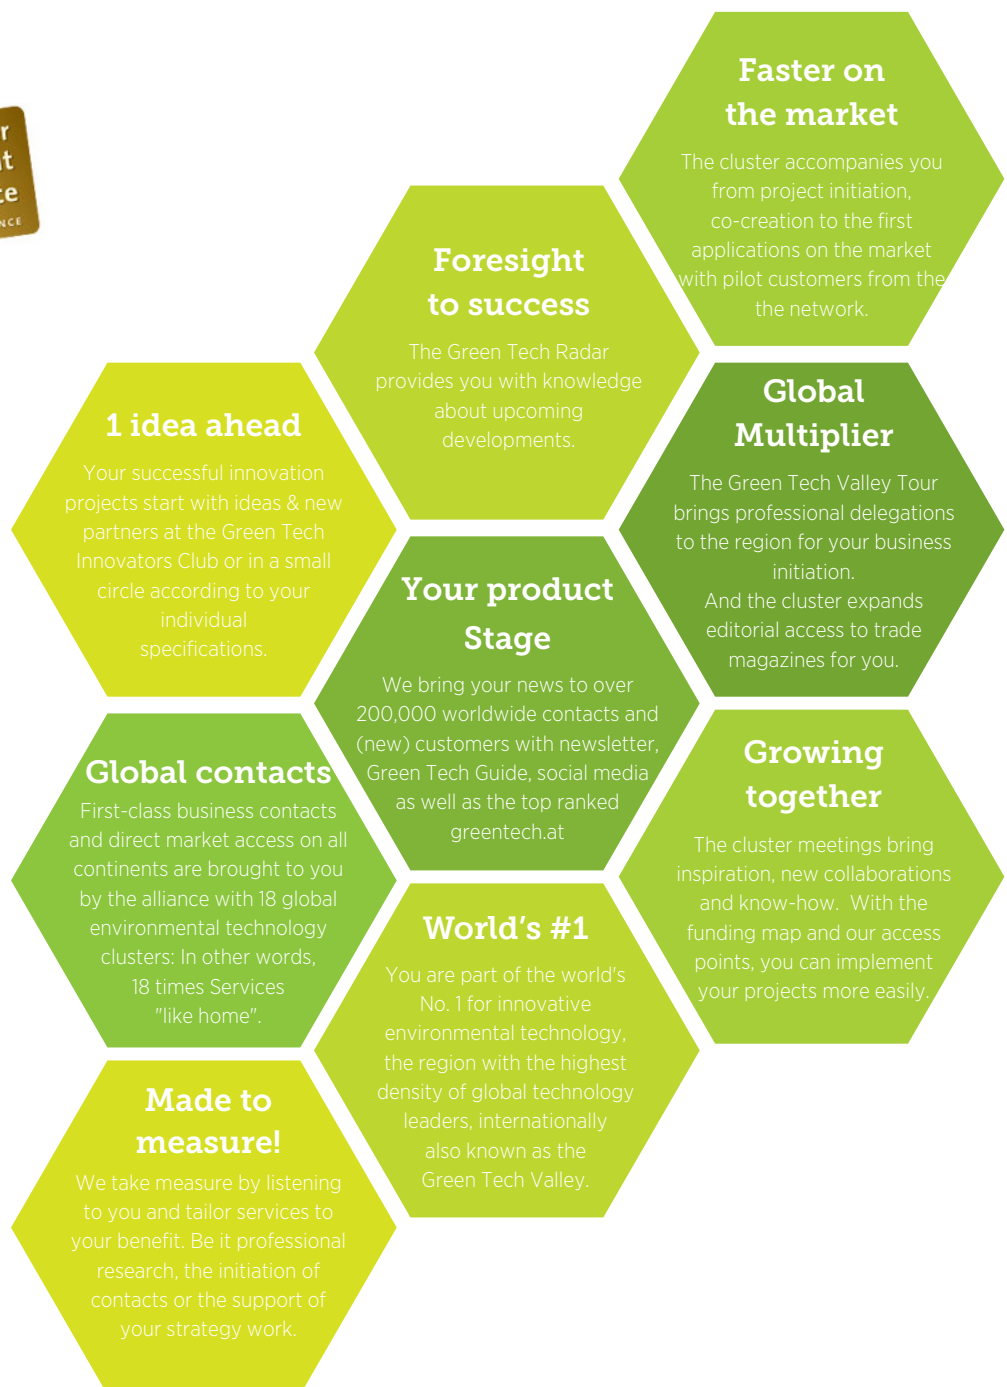 r
t
ce
NCE
Faster on
the market
The cluster accompanies you
from project initiation,
co-creation to the first
applications on the market
with pilot customers from the
the network.
Foresight
to success
The Green Tech Radar
provides you with knowledge
about upcoming
developments.
1 idea ahead
Your successful innovation
projects start with ideas & new
partners at the Green Tech
Innovators Club or in a small
circle according to your
individual
specifications.
Global
Multiplier
The Green Tech Valley Tour
brings professional delegations
to the region for your business
initiation.
And the cluster expands
editorial access to trade
magazines for you.
Your product
Stage
We bring your news to over
200,000 worldwide contacts and
(new) customers with newsletter,
Green Tech Guide, social media
as well as the top ranked
greentech.at
Global contacts
First-class business contacts
and direct market access on all
continents are brought to you
by the alliance with 18 global
environmental technology
clusters: In other words,
18 times Services
"like home".
Growing
together
The cluster meetings bring
inspiration, new collaborations
and know-how. With the
funding map and our access
points, you can implement
your projects more easily.
World's #1
You are part of the world's
No. 1 for innovative
environmental technology,
the region with the highest
density of global technology
leaders, internationally
also known as the
Green Tech Valley.
Made to
measure!
We take measure by listening
to you and tailor services to
your benefit. Be it professional
research, the initiation of
contacts or the support of
your strategy work.